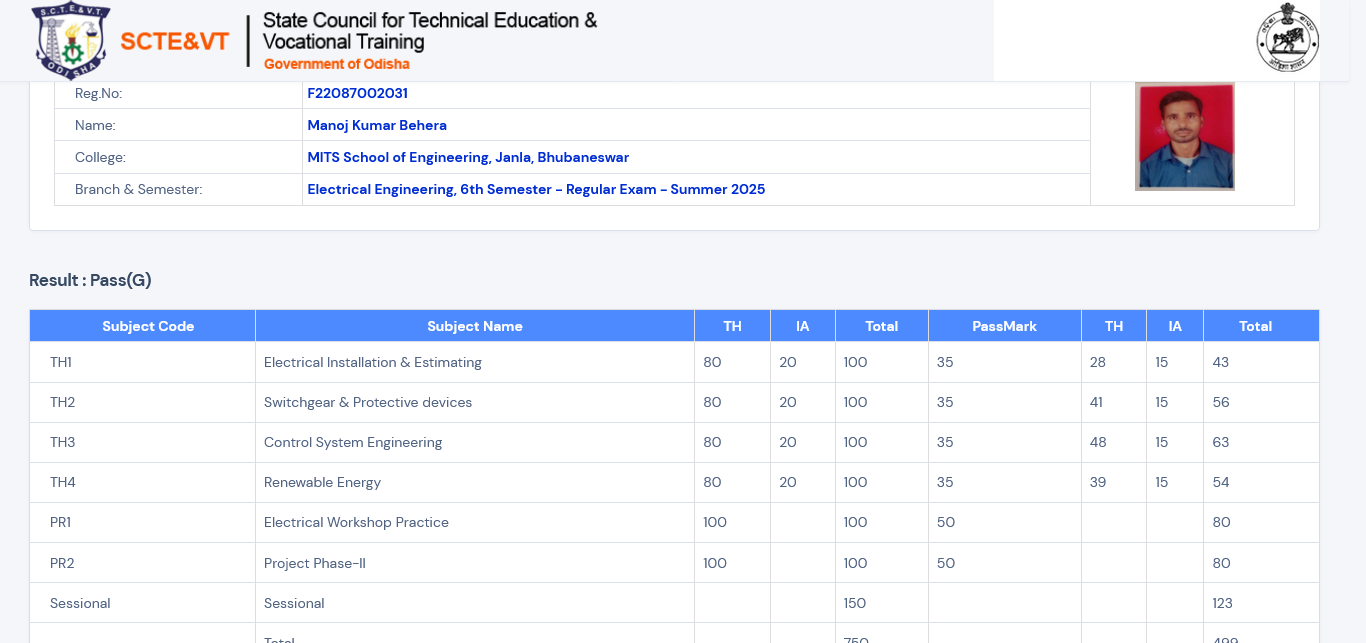 S.C.T.E.&V.T.
ODISHA
SCTE&VT
State Council for Technical Education &
Vocational Training
Government of Odisha
Reg.No: F22087002031
Name: Manoj Kumar Behera
College: MITS School of Engineering, Janla, Bhubaneswar
Branch & Semester: Electrical Engineering, 6th Semester - Regular Exam - Summer 2025
Result : Pass(G)
Subject Code Subject Name TH IA Total PassMark TH IA Total
TH1 Electrical Installation & Estimating 80 20 100 35 28 15 43
TH2 Switchgear & Protective devices 80 20 100 35 41 15 56
TH3 Control System Engineering 80 20 100 35 48 15 63
TH4 Renewable Energy 80 20 100 35 39 15 54
PR1 Electrical Workshop Practice 100 100 50 80
PR2 Project Phase-II 100 100 50 80
Sessional Sessional 150 123
Total 750 499